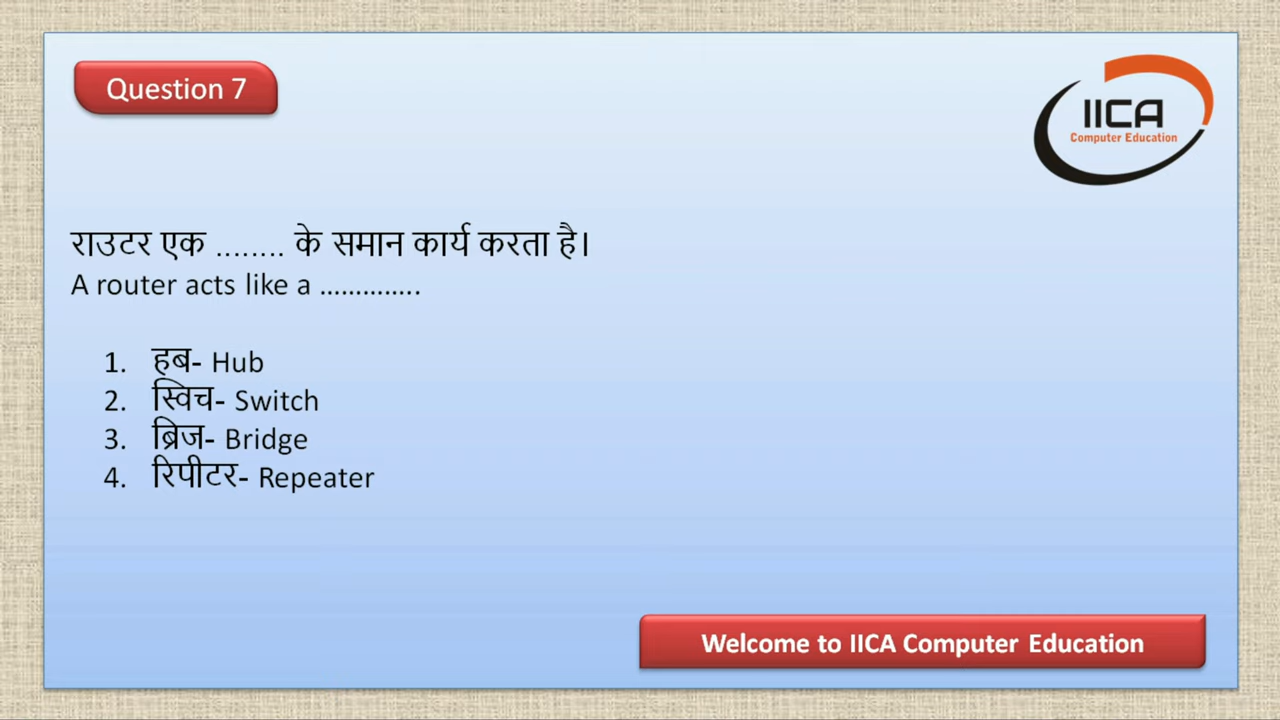 Question 7
IICA
Computer Education
राउटर एक ........ के समान कार्य करता है।
A router acts like a ..............
1. हब- Hub
2. स्विच- Switch
3. ब्रिज- Bridge
4. रिपीटर- Repeater
Welcome to IICA Computer Education